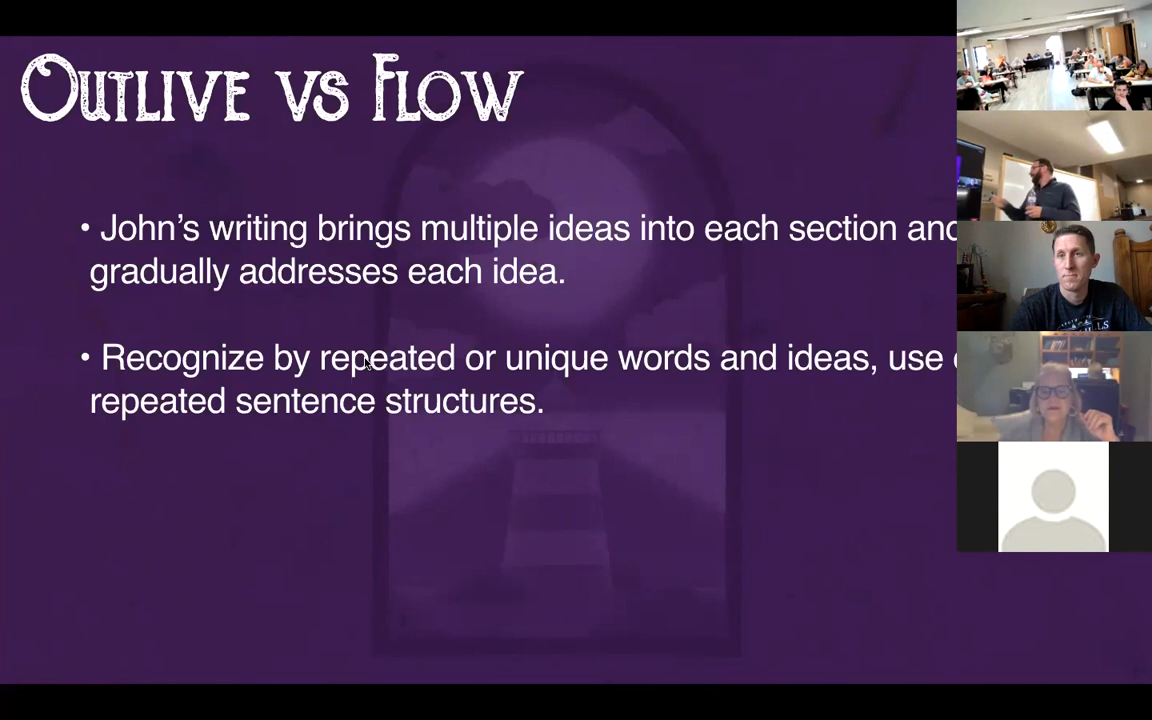 OUTLIVE VS FLOW
• John's writing brings multiple ideas into each section and
gradually addresses each idea.
• Recognize by repeated or unique words and ideas, use
repeated sentence structures.